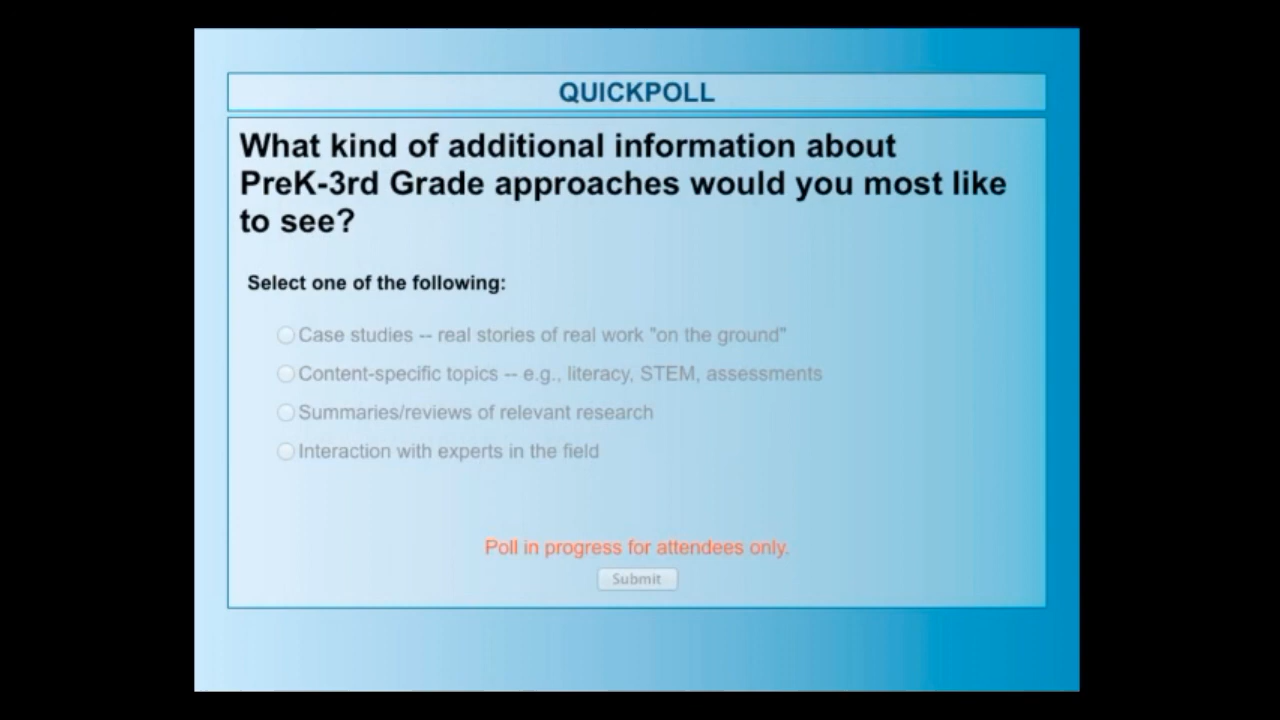 QUICKPOLL
What kind of additional information about
PreK-3rd Grade approaches would you most like
to see?
Select one of the following:
Case studies -- real stories of real work "on the ground"
Content-specific topics -- e.g., literacy, STEM, assessments
Summaries/reviews of relevant research
Interaction with experts in the field
Poll in progress for attendees only.
Submit